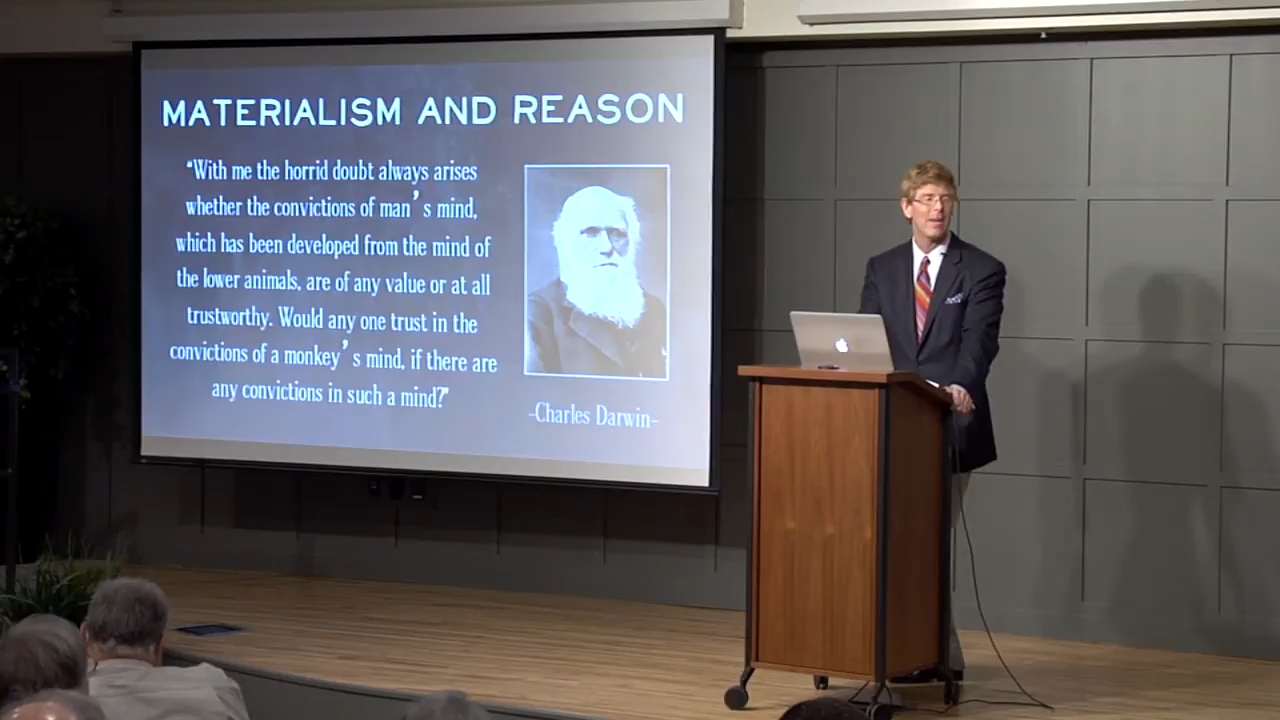 MATERIALISM AND REASON
“With me the horrid doubt always arises
whether the convictions of man’s mind,
which has been developed from the mind of
the lower animals, are of any value or at all
trustworthy. Would any one trust in the
convictions of a monkey’s mind, if there are
any convictions in such a mind?”
-Charles Darwin-